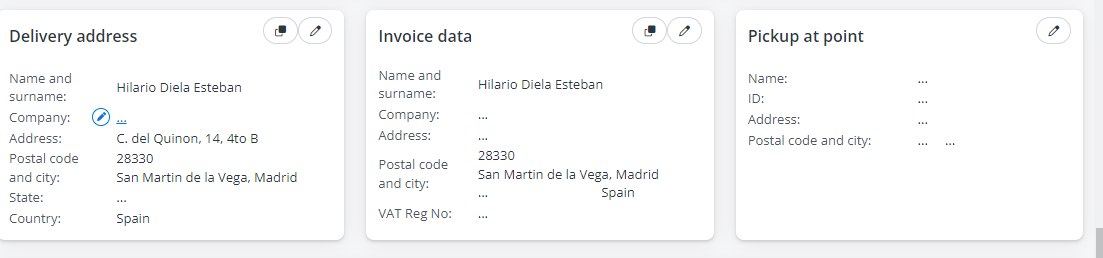 Delivery address
Name and surname: Hilario Diela Esteban
Company: ...
Address: C. del Quinon, 14, 4to B
Postal code and city: 28330
San Martin de la Vega, Madrid
State: ...
Country: Spain
Invoice data
Name and surname: Hilario Diela Esteban
Company: ...
Address: ...
Postal code and city: 28330
San Martin de la Vega, Madrid
... Spain
VAT Reg No: ...
Pickup at point
Name: ...
ID: ...
Address: ...
Postal code and city: ... ...